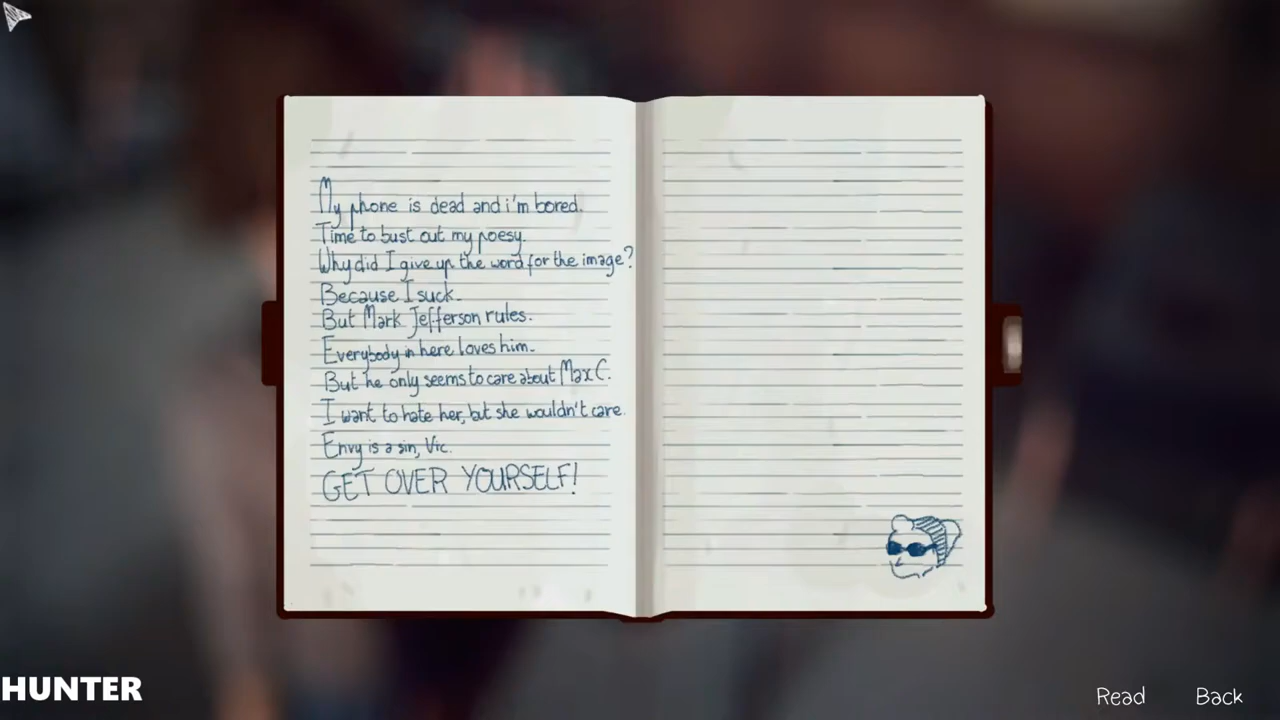 My phone is dead and i'm bored.
Time to bust out my poesy.
Why did I give up the word for the image?
Because I suck.
But Mark Jefferson rules.
Everybody in here loves him.
But he only seems to care about Max C.
I want to hate her, but she wouldn't care.
Envy is a sin, Vic.
GET OVER YOURSELF!
HUNTER
Read
Back